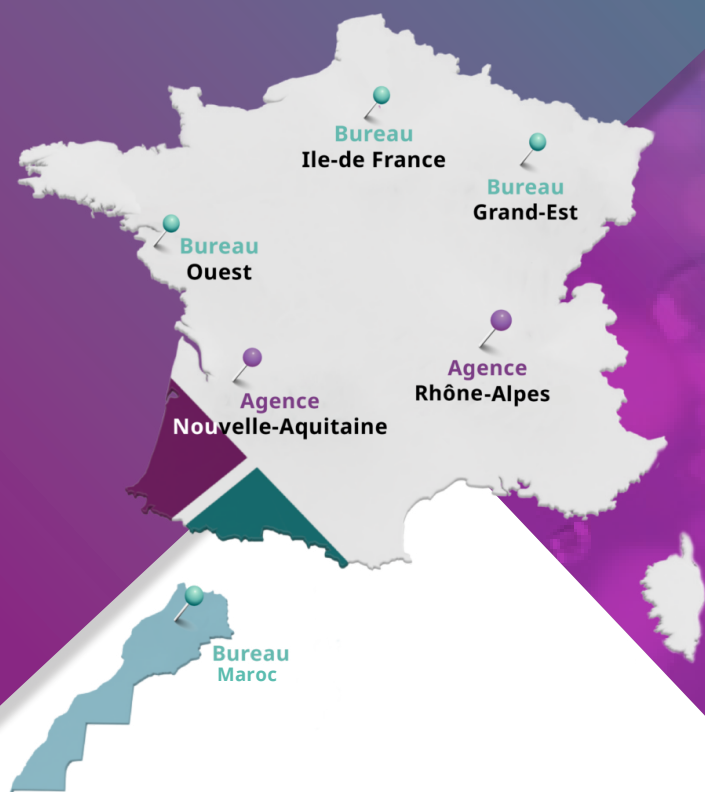 Bureau
Ile-de France
Bureau
Grand-Est
Bureau
Ouest
Agence
Rhône-Alpes
Agence
Nouvelle-Aquitaine
Bureau
Maroc